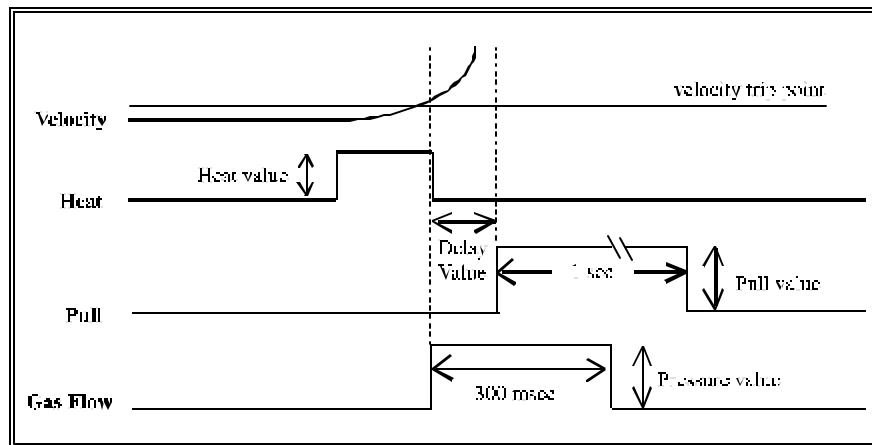 velocity trip point
Velocity
Heat value
Heat
Delay
Value
sec
Pull value
Pull
Pressure value
300 msec
Gas Flow